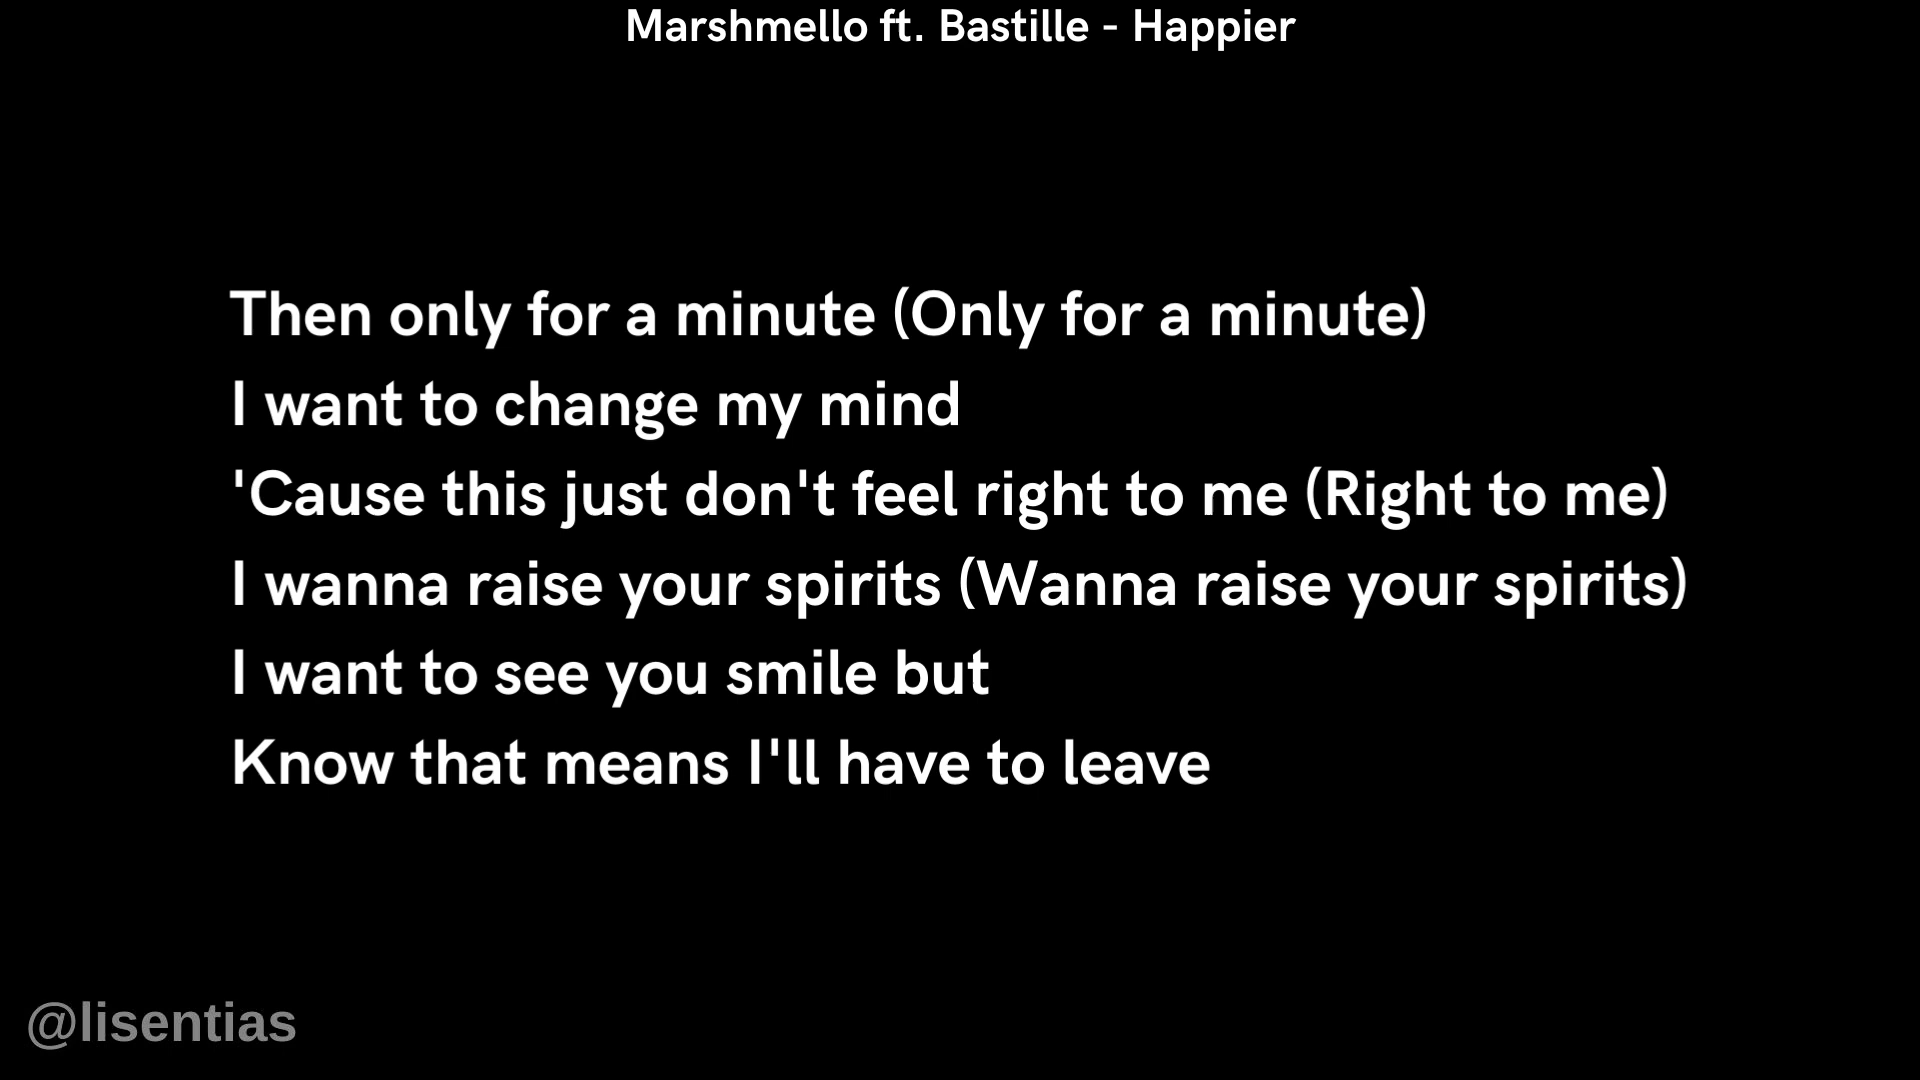 Marshmello ft. Bastille - Happier
Then only for a minute (Only for a minute)
I want to change my mind
'Cause this just don't feel right to me (Right to me)
I wanna raise your spirits (Wanna raise your spirits)
I want to see you smile but
Know that means I'll have to leave
@lisentias